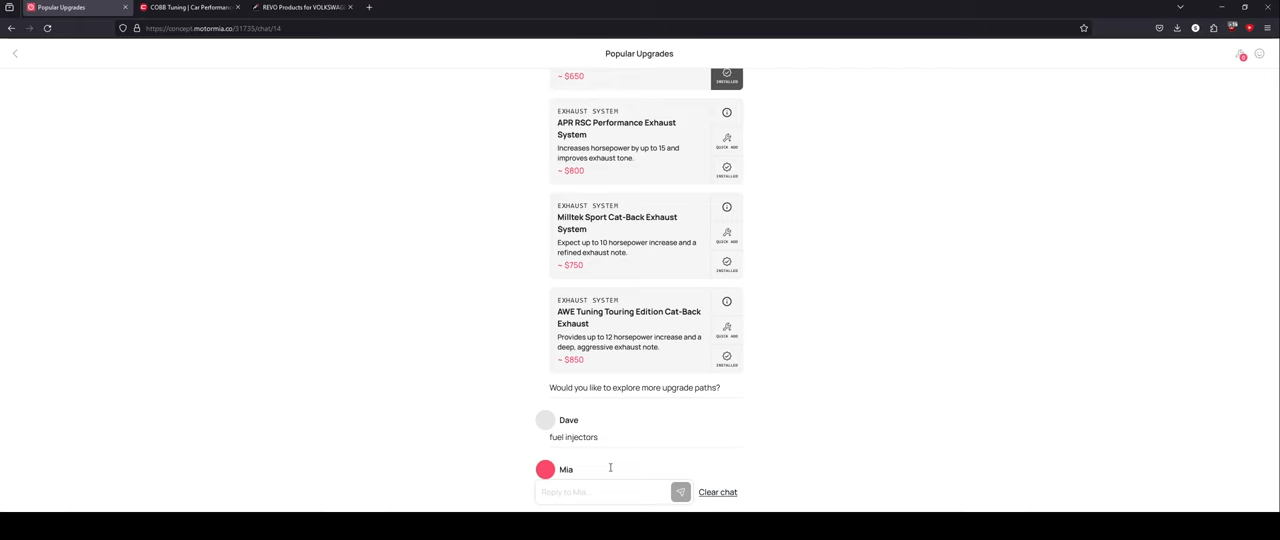 Popular Upgrades
COBB Tuning | Car Performanc
REVO Products for VOLKSWAG
https://concept.motormia.co/31735/chat/14
Popular Upgrades
~ $650
INSTALLED
EXHAUST SYSTEM
APR RSC Performance Exhaust
System
Increases horsepower by up to 15 and
improves exhaust tone.
~ $800
QUICK ADD
INSTALLED
EXHAUST SYSTEM
Milltek Sport Cat-Back Exhaust
System
Expect up to 10 horsepower increase and a
refined exhaust note.
~ $750
QUICK ADD
INSTALLED
EXHAUST SYSTEM
AWE Tuning Touring Edition Cat-Back
Exhaust
Provides up to 12 horsepower increase and a
deep, aggressive exhaust note.
~ $850
QUICK ADD
INSTALLED
Would you like to explore more upgrade paths?
Dave
fuel injectors
Mia
Reply to Mia...
Clear chat